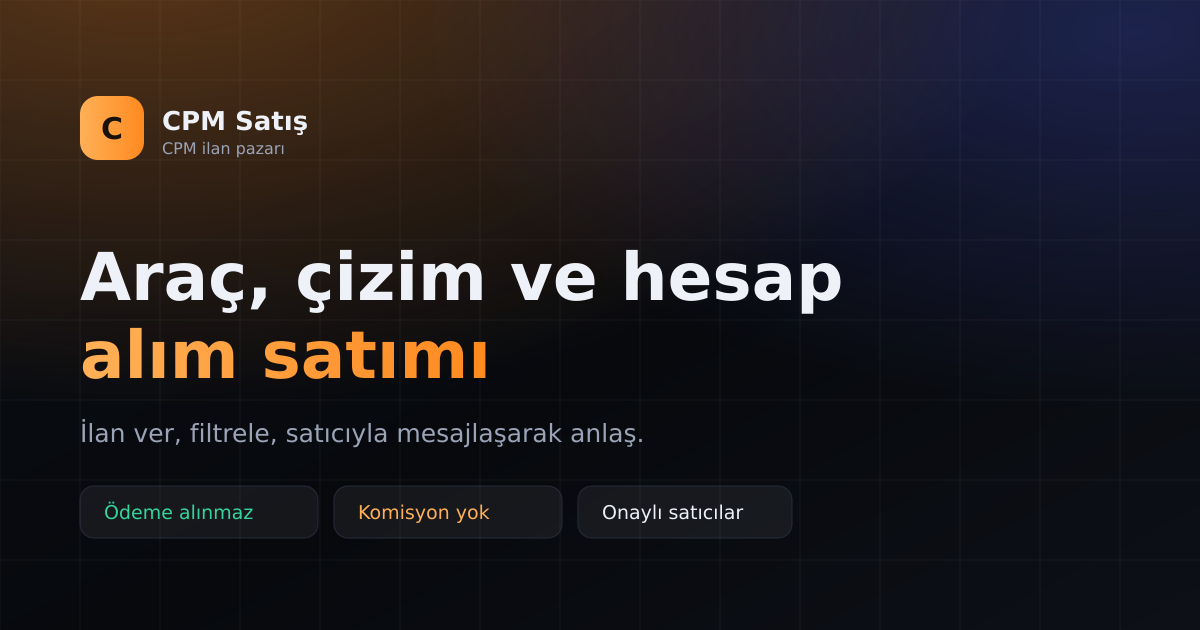 C
CPM Satış
CPM ilan pazarı
Araç, çizim ve hesap
alım satımı
İlan ver, filtrele, satıcıyla mesajlaşarak anlaş.
Ödeme alınmaz
Komisyon yok
Onaylı satıcılar